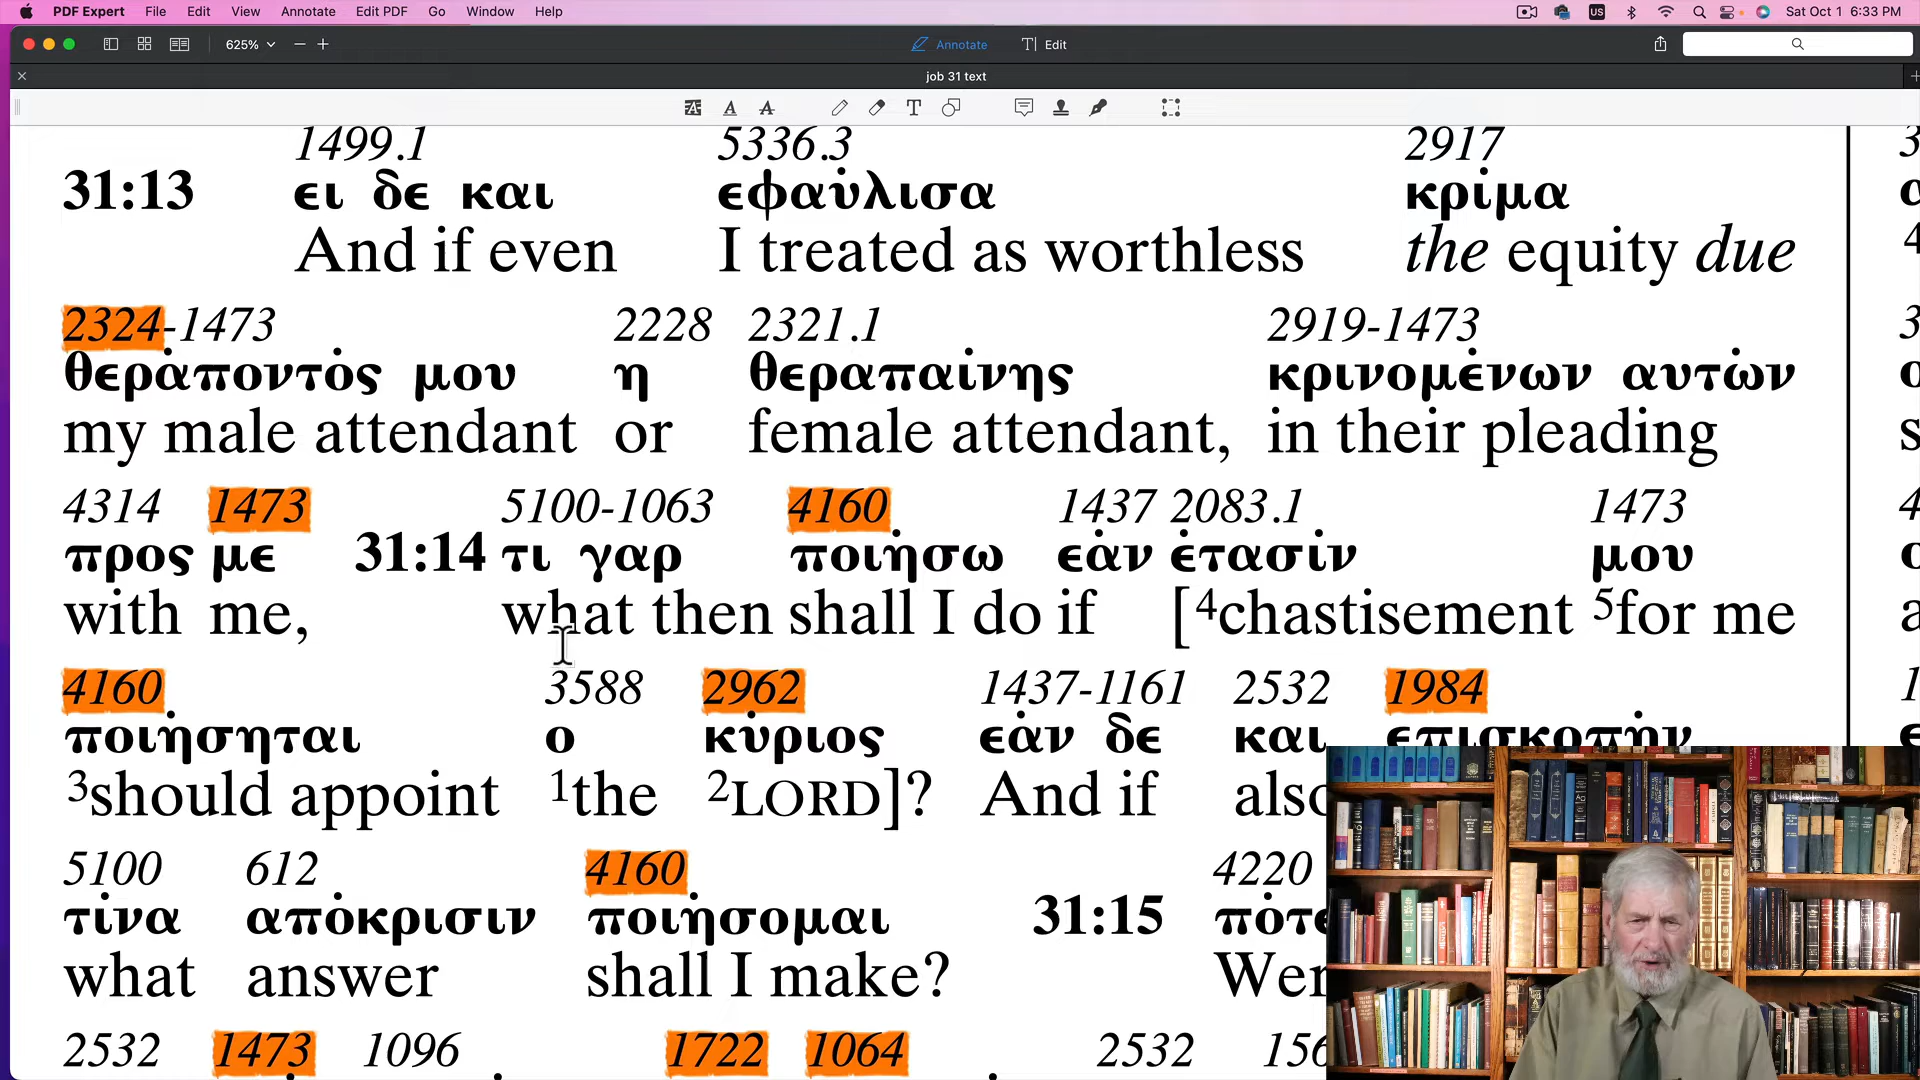 PDF Expert File Edit View Annotate Edit PDF Go Window Help US Sat Oct 1 6:33 PM
625% Annotate Edit
job 31 text
1499.1 5336.3 2917
31:13 ει δε και εφαύλισα κρίμα
And if even I treated as worthless the equity due
2324-1473 2228 2321.1 2919-1473
θεράποντός μου η θεραπαίνης κρινομένων αυτών
my male attendant or female attendant, in their pleading
4314 1473 5100-1063 4160 1437 2083.1 1473
προς με 31:14 τι γαρ ποιήσω εάν έτασίν μου
with me, what then shall I do if [4chastisement 5for me
4160 3588 2962 1437-1161 2532 1984
ποιήσηται ο κύριος εάν δε και επισκοπήν
3should appoint 1the 2LORD]? And if also
5100 612 4160 4220
τίνα απόκρισιν ποιήσομαι 31:15 πότε
what answer shall I make? Wer
2532 1473 1096 1722 1064 2532 156